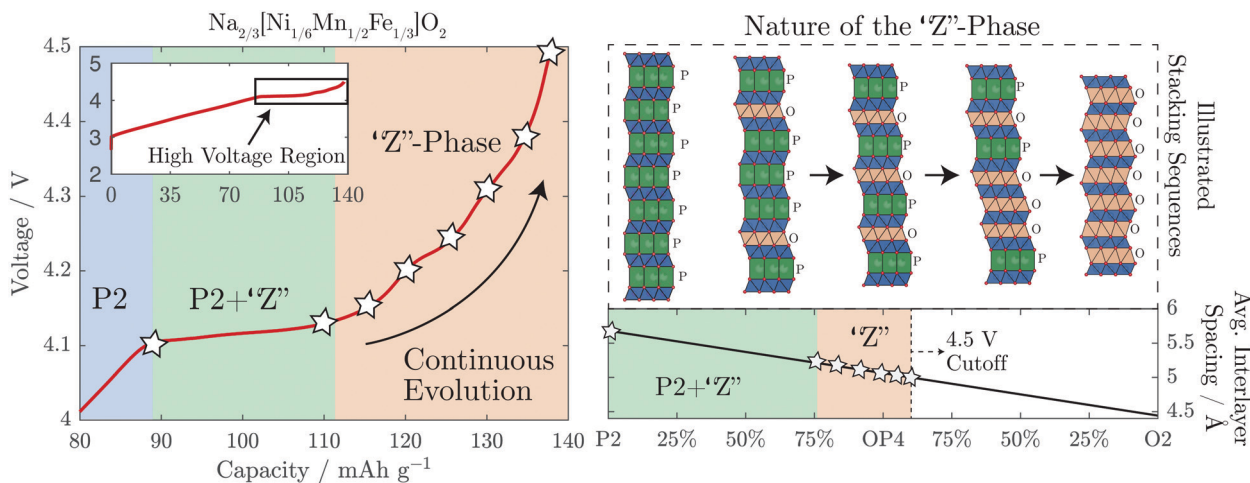 Na2/3[Ni1/6Mn1/2Fe1/3]O2
Voltage / V
4.5
4.4
4.3
4.2
4.1
4
5
4
3
2
0
35
70
105
140
High Voltage Region
‘Z’-Phase
P2
P2+‘Z’
Continuous
Evolution
80
90
100
110
120
130
140
Capacity / mAh g−1
Nature of the ‘Z’-Phase
P
P
P
P
P
P
P
P
O
P
P
O
P
P
O
P
O
P
O
P
P
O
O
O
P
O
O
O
O
O
O
Illustrated
Stacking Sequences
‘Z’
4.5 V
Cutoff
P2+‘Z’
6
5.5
5
4.5
Avg. Interlayer
Spacing / Å
P2
25%
50%
75%
OP4
75%
50%
25%
O2